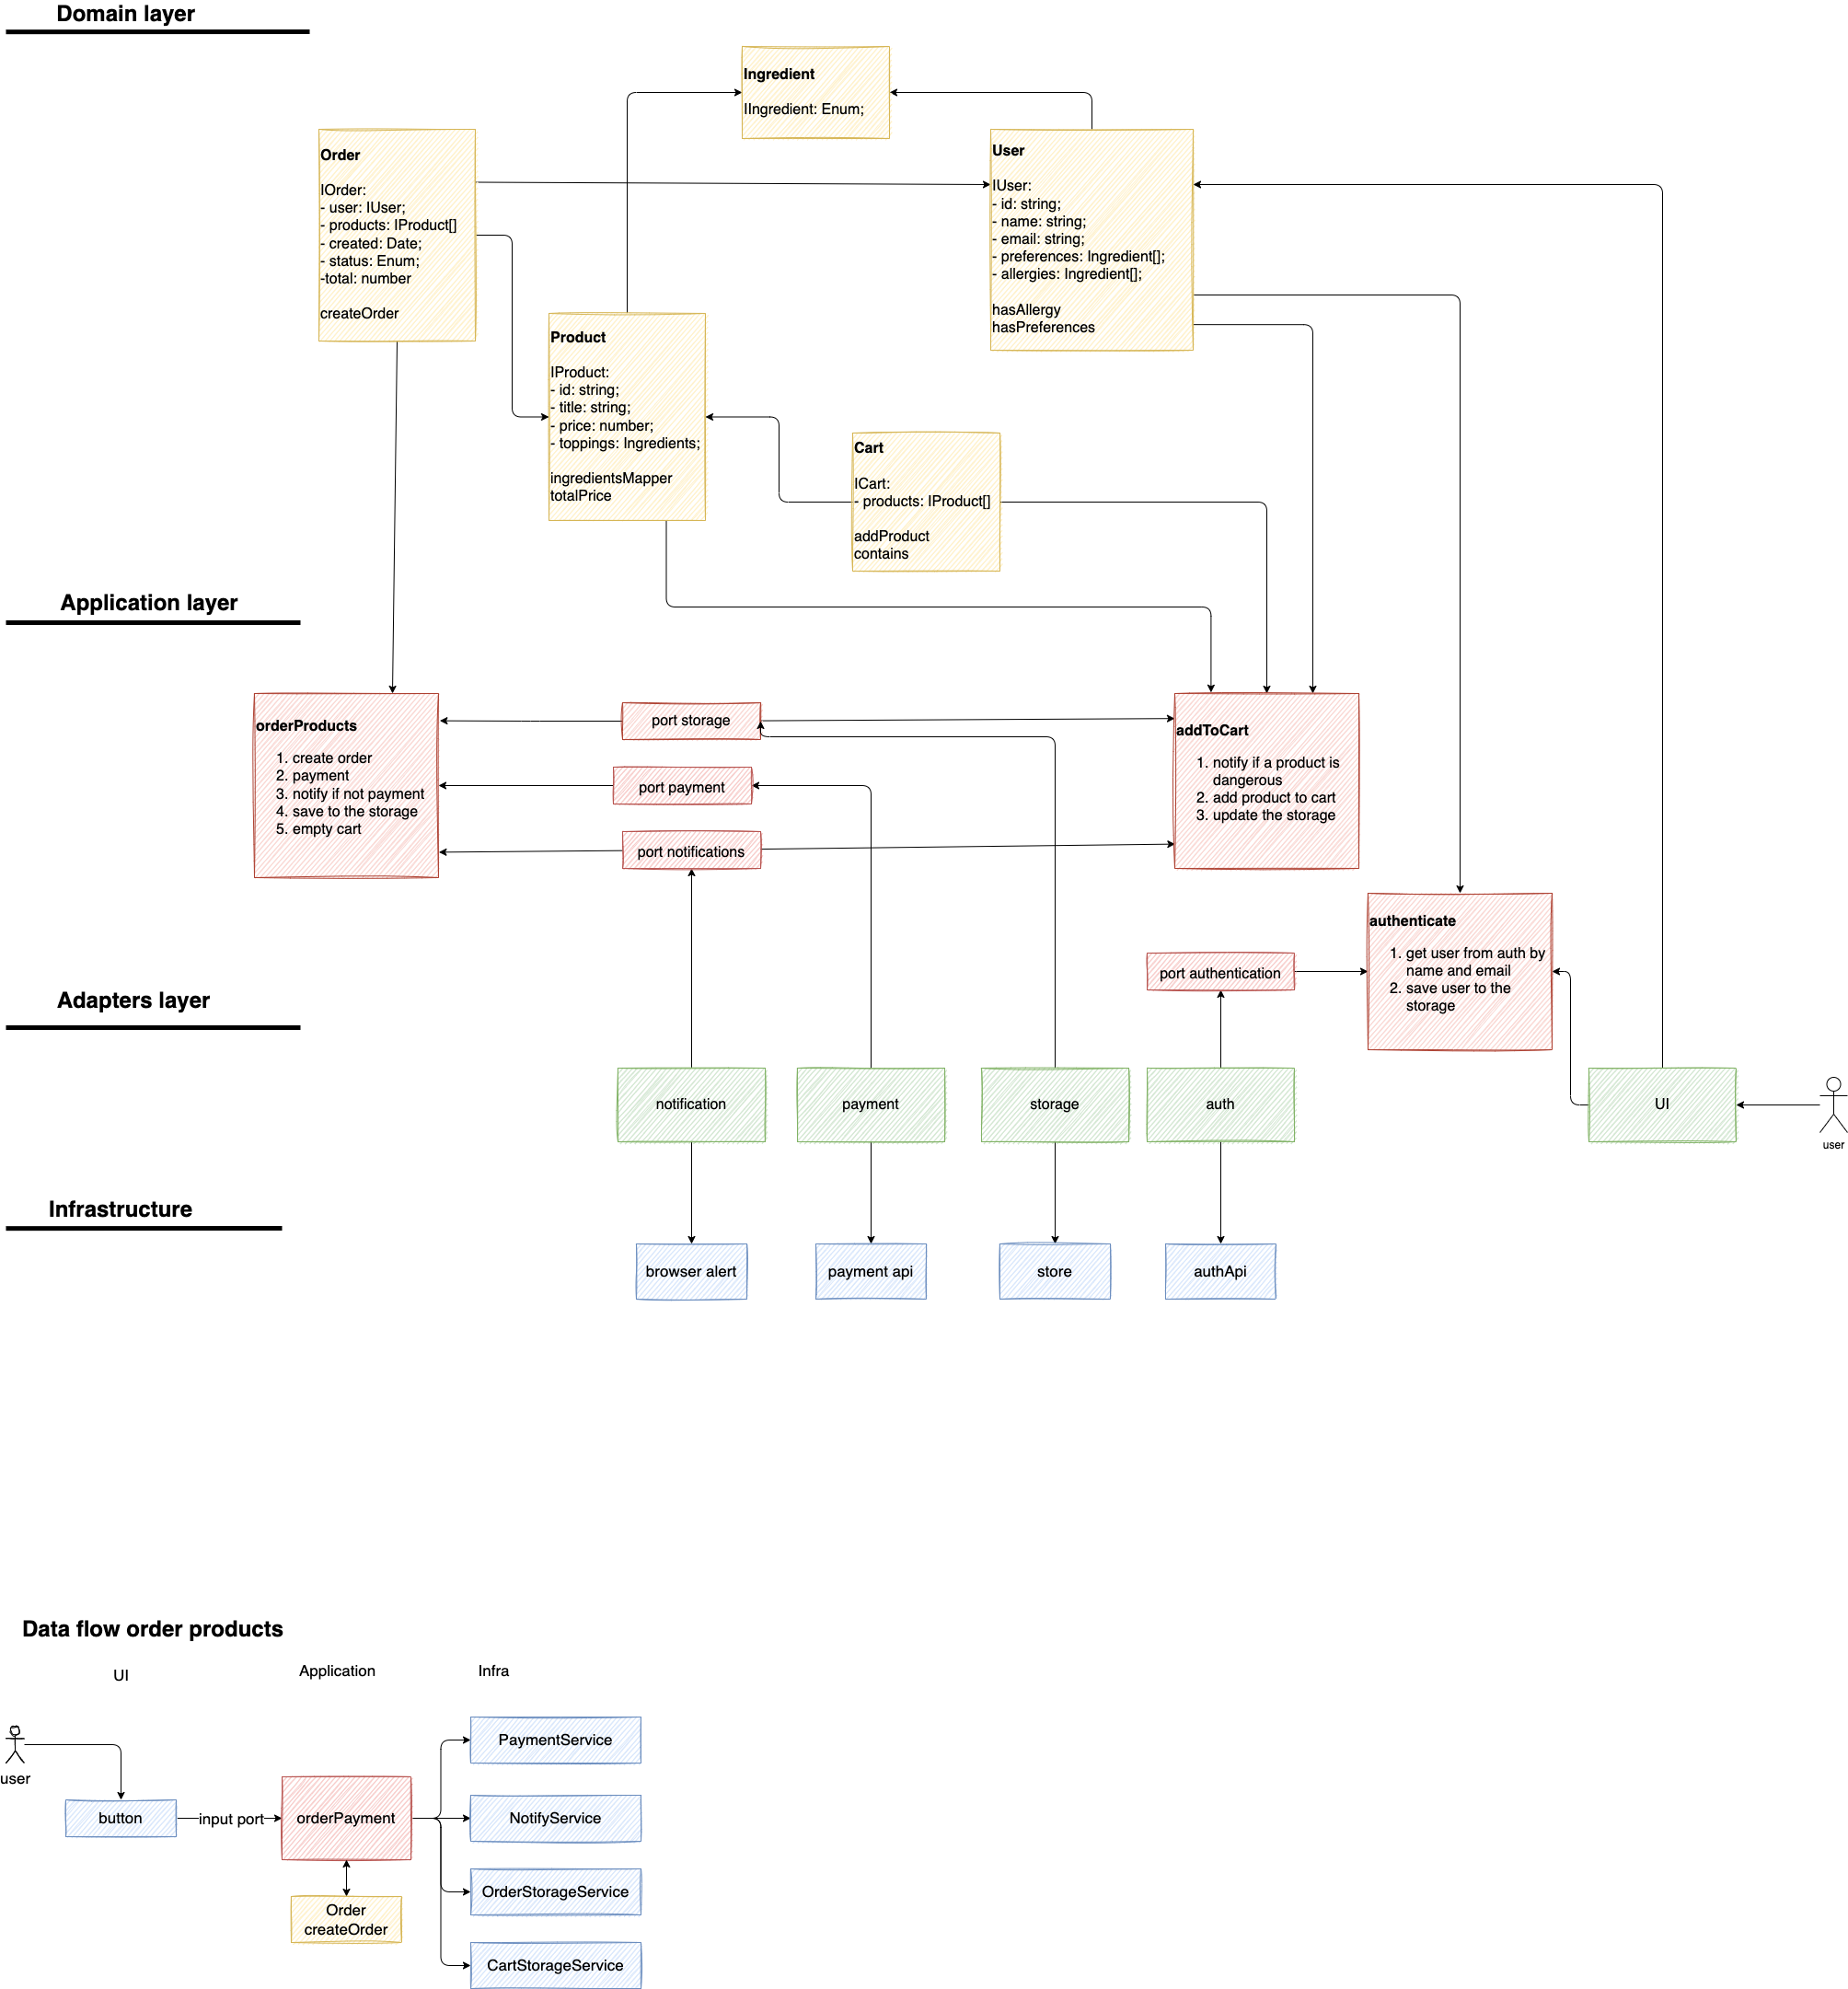 Domain layer
Ingredient
IIngredient: Enum;
Order
IOrder:
- user: IUser;
- products: IProduct[]
- created: Date;
- status: Enum;
-total: number
createOrder
User
IUser:
- id: string;
- name: string;
- email: string;
- preferences: Ingredient[];
- allergies: Ingredient[];
hasAllergy
hasPreferences
Product
IProduct:
- id: string;
- title: string;
- price: number;
- toppings: Ingredients;
ingredientsMapper
totalPrice
Cart
ICart:
- products: IProduct[]
addProduct
contains
Application layer
orderProducts
1. create order
2. payment
3. notify if not payment
4. save to the storage
5. empty cart
port storage
port payment
port notifications
addToCart
1. notify if a product is
dangerous
2. add product to cart
3. update the storage
authenticate
1. get user from auth by
name and email
2. save user to the
storage
port authentication
Adapters layer
notification
payment
storage
auth
UI
user
Infrastructure
browser alert
payment api
store
authApi
Data flow order products
UI
Application
Infra
user
button
input port
orderPayment
Order
createOrder
PaymentService
NotifyService
OrderStorageService
CartStorageService